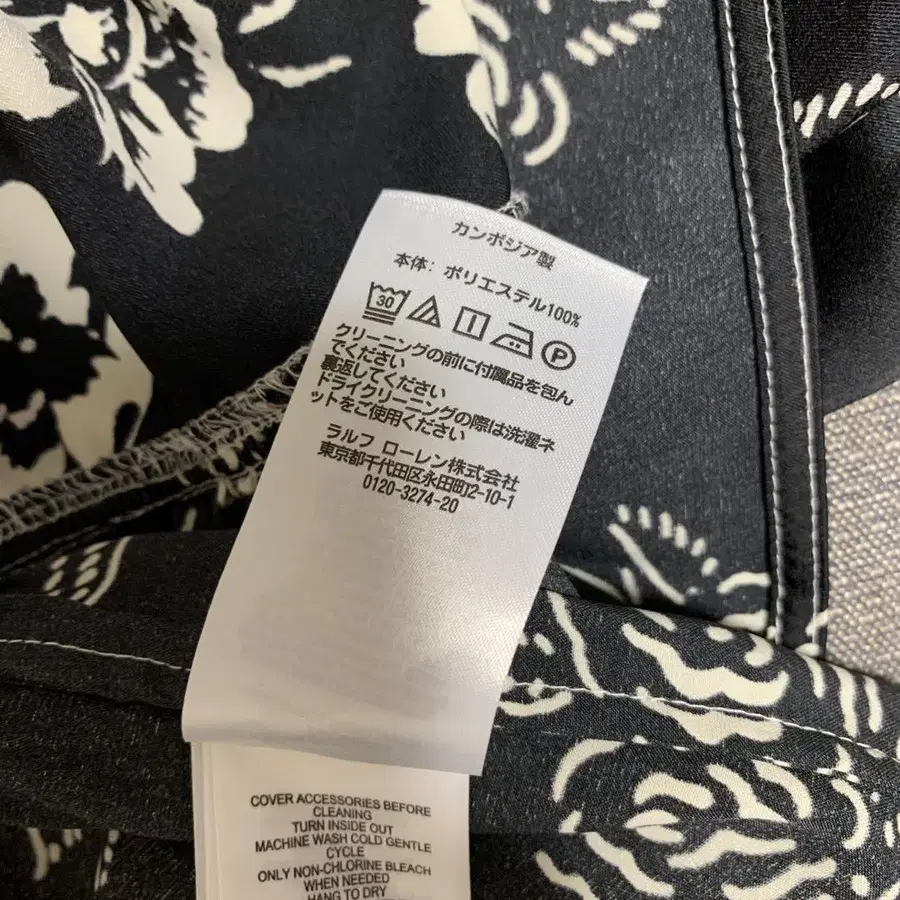 カンボジア製
本体: ポリエステル100%
30 P
クリーニングの前に付属品を包ん
でください
裏返してください
ドライクリーニングの際は洗濯ネ
ットをご使用ください
ラルフ ローレン株式会社
東京都千代田区永田町2-10-1
0120-3274-20
COVER ACCESSORIES BEFORE
CLEANING
TURN INSIDE OUT
MACHINE WASH COLD GENTLE
CYCLE
ONLY NON-CHLORINE BLEACH
WHEN NEEDED
HANG TO DRY